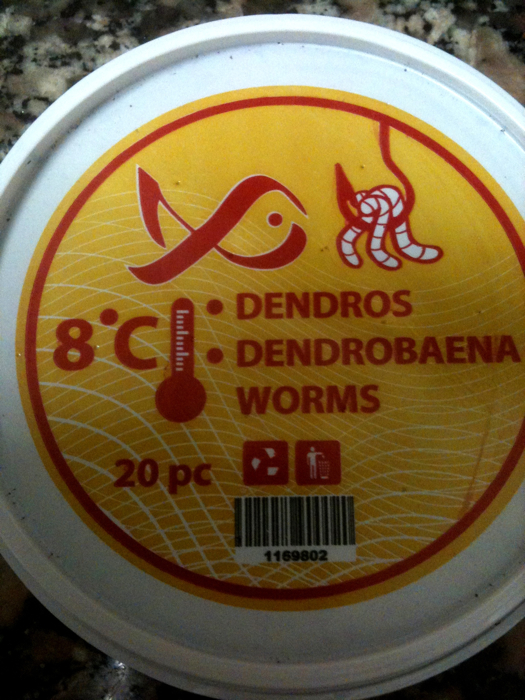 8°C
DENDROS
DENDROBAENA
WORMS
20 pc
1169802